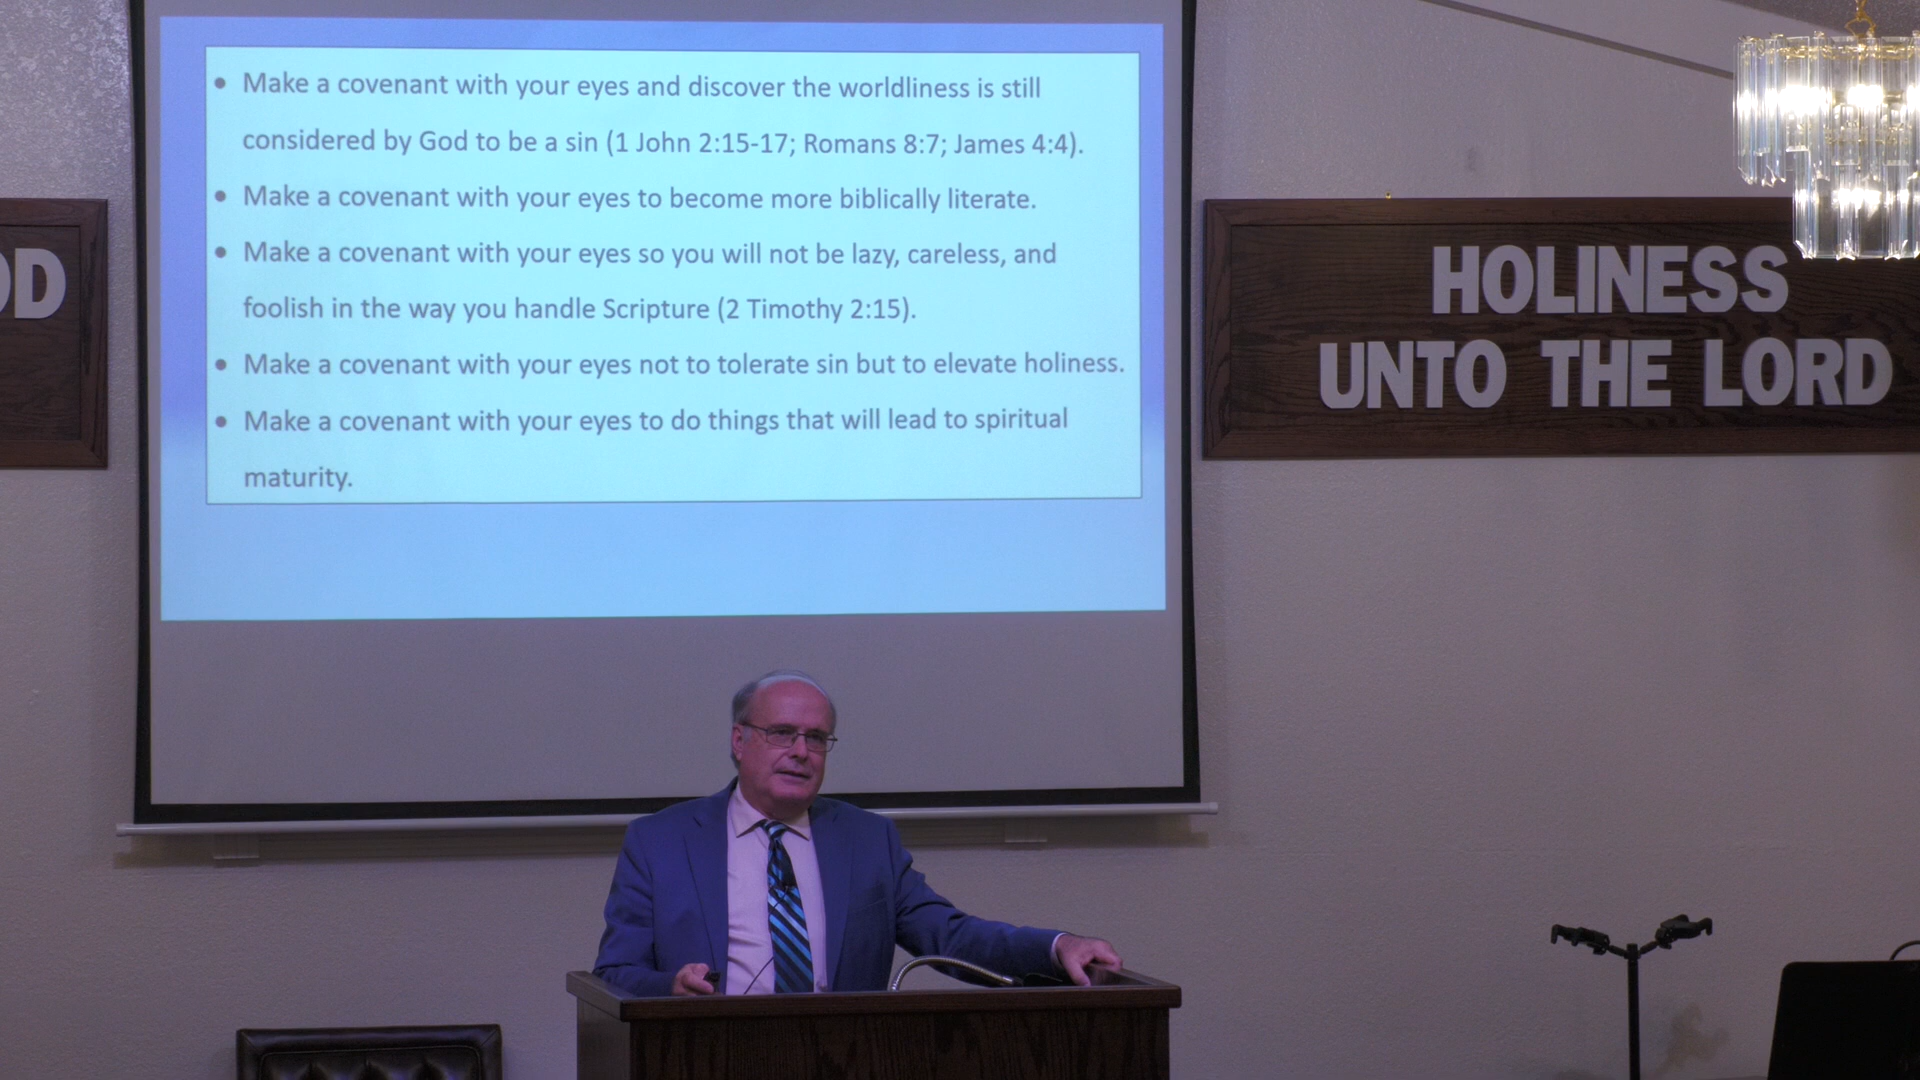 • Make a covenant with your eyes and discover the worldliness is still
considered by God to be a sin (1 John 2:15-17; Romans 8:7; James 4:4).
• Make a covenant with your eyes to become more biblically literate.
• Make a covenant with your eyes so you will not be lazy, careless, and
foolish in the way you handle Scripture (2 Timothy 2:15).
• Make a covenant with your eyes not to tolerate sin but to elevate holiness.
• Make a covenant with your eyes to do things that will lead to spiritual
maturity.
HOLINESS
UNTO THE LORD